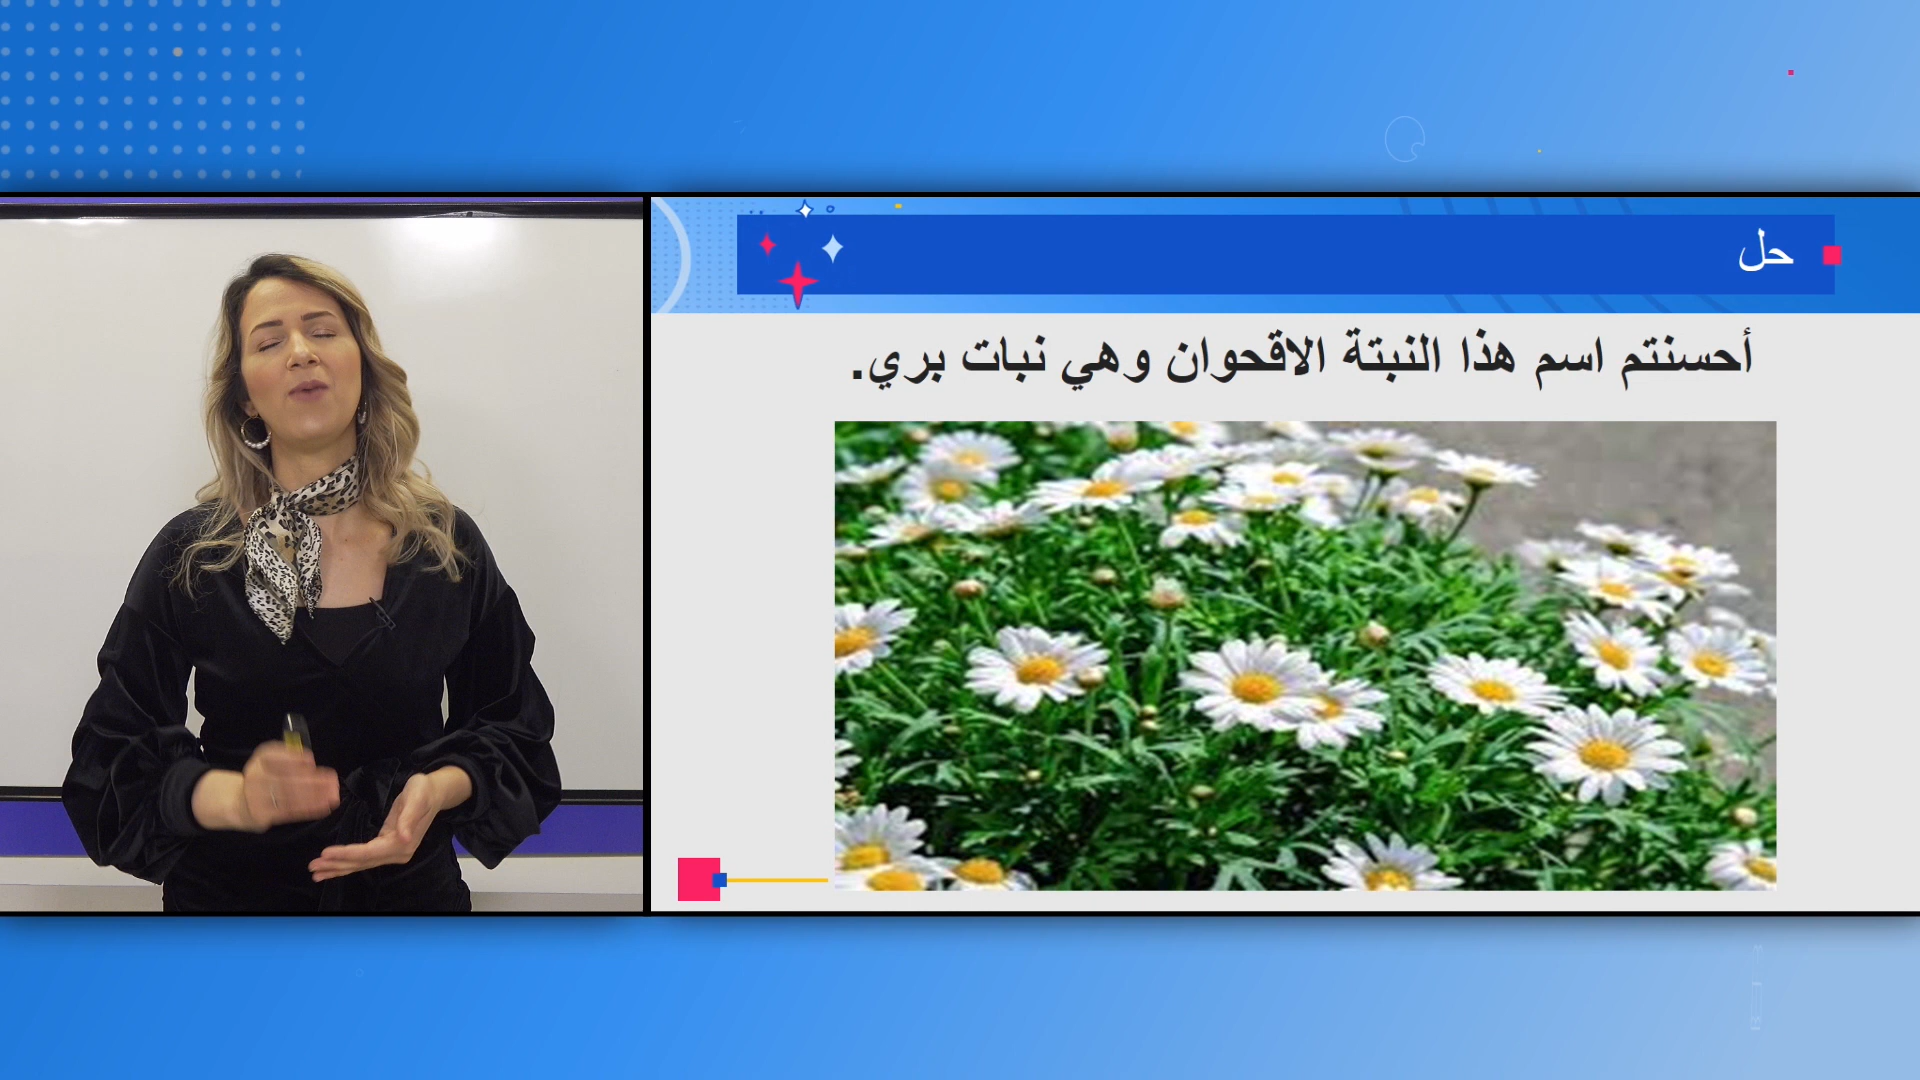 حل
أحسنتم اسم هذا النبتة الاقحوان وهي نبات بري.